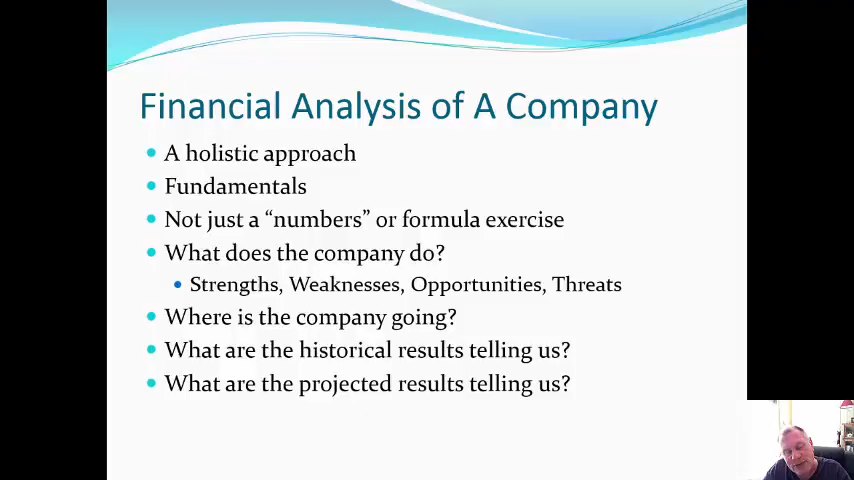 Financial Analysis of A Company
A holistic approach
Fundamentals
Not just a “numbers” or formula exercise
What does the company do?
Strengths, Weaknesses, Opportunities, Threats
Where is the company going?
What are the historical results telling us?
What are the projected results telling us?